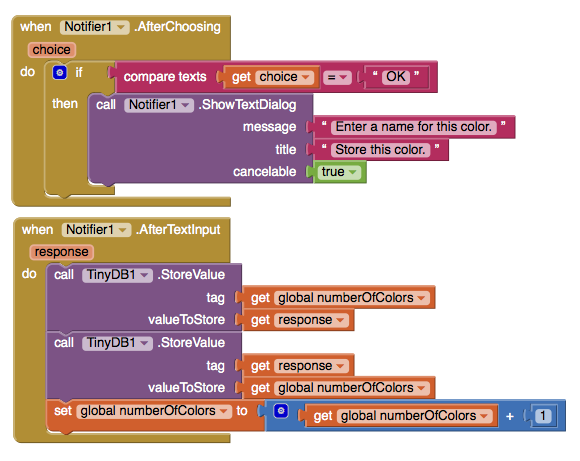 when Notifier1 .AfterChoosing
choice
do if compare texts get choice = " OK "
then call Notifier1 .ShowTextDialog
message " Enter a name for this color. "
title " Store this color. "
cancelable true
when Notifier1 .AfterTextInput
response
do call TinyDB1 .StoreValue
tag get global numberOfColors
valueToStore get response
call TinyDB1 .StoreValue
tag get response
valueToStore get global numberOfColors
set global numberOfColors to get global numberOfColors + 1